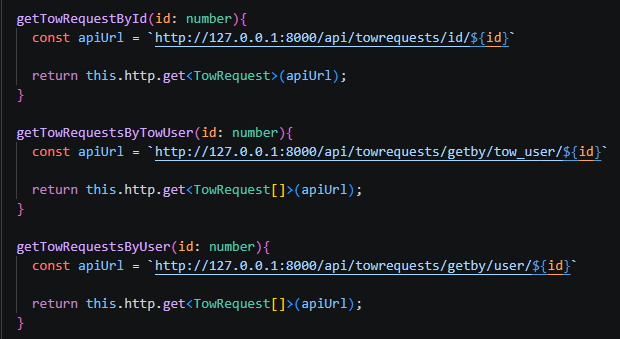 getTowRequestById(id: number){
  const apiUrl = `http://127.0.0.1:8000/api/towrequests/id/${id}`
  return this.http.get<TowRequest>(apiUrl);
}
getTowRequestsByTowUser(id: number){
  const apiUrl = `http://127.0.0.1:8000/api/towrequests/getby/tow_user/${id}`
  return this.http.get<TowRequest[]>(apiUrl);
}
getTowRequestsByUser(id: number){
  const apiUrl = `http://127.0.0.1:8000/api/towrequests/getby/user/${id}`
  return this.http.get<TowRequest[]>(apiUrl);
}